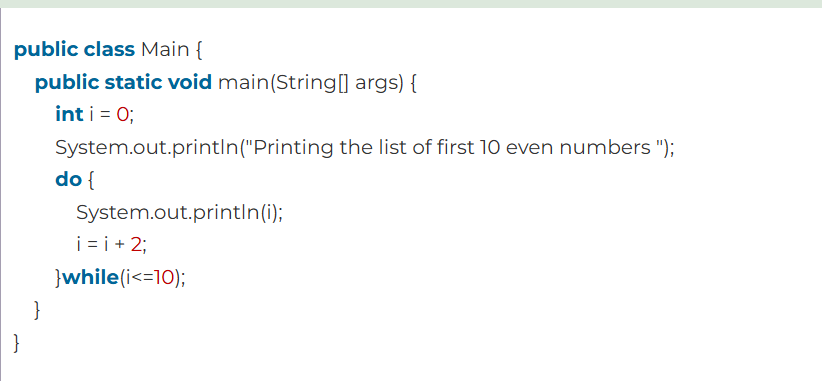 public class Main {
public static void main(String[] args) {
int i = 0;
System.out.println("Printing the list of first 10 even numbers ");
do {
System.out.println(i);
i = i + 2;
}while(i<=10);
}
}